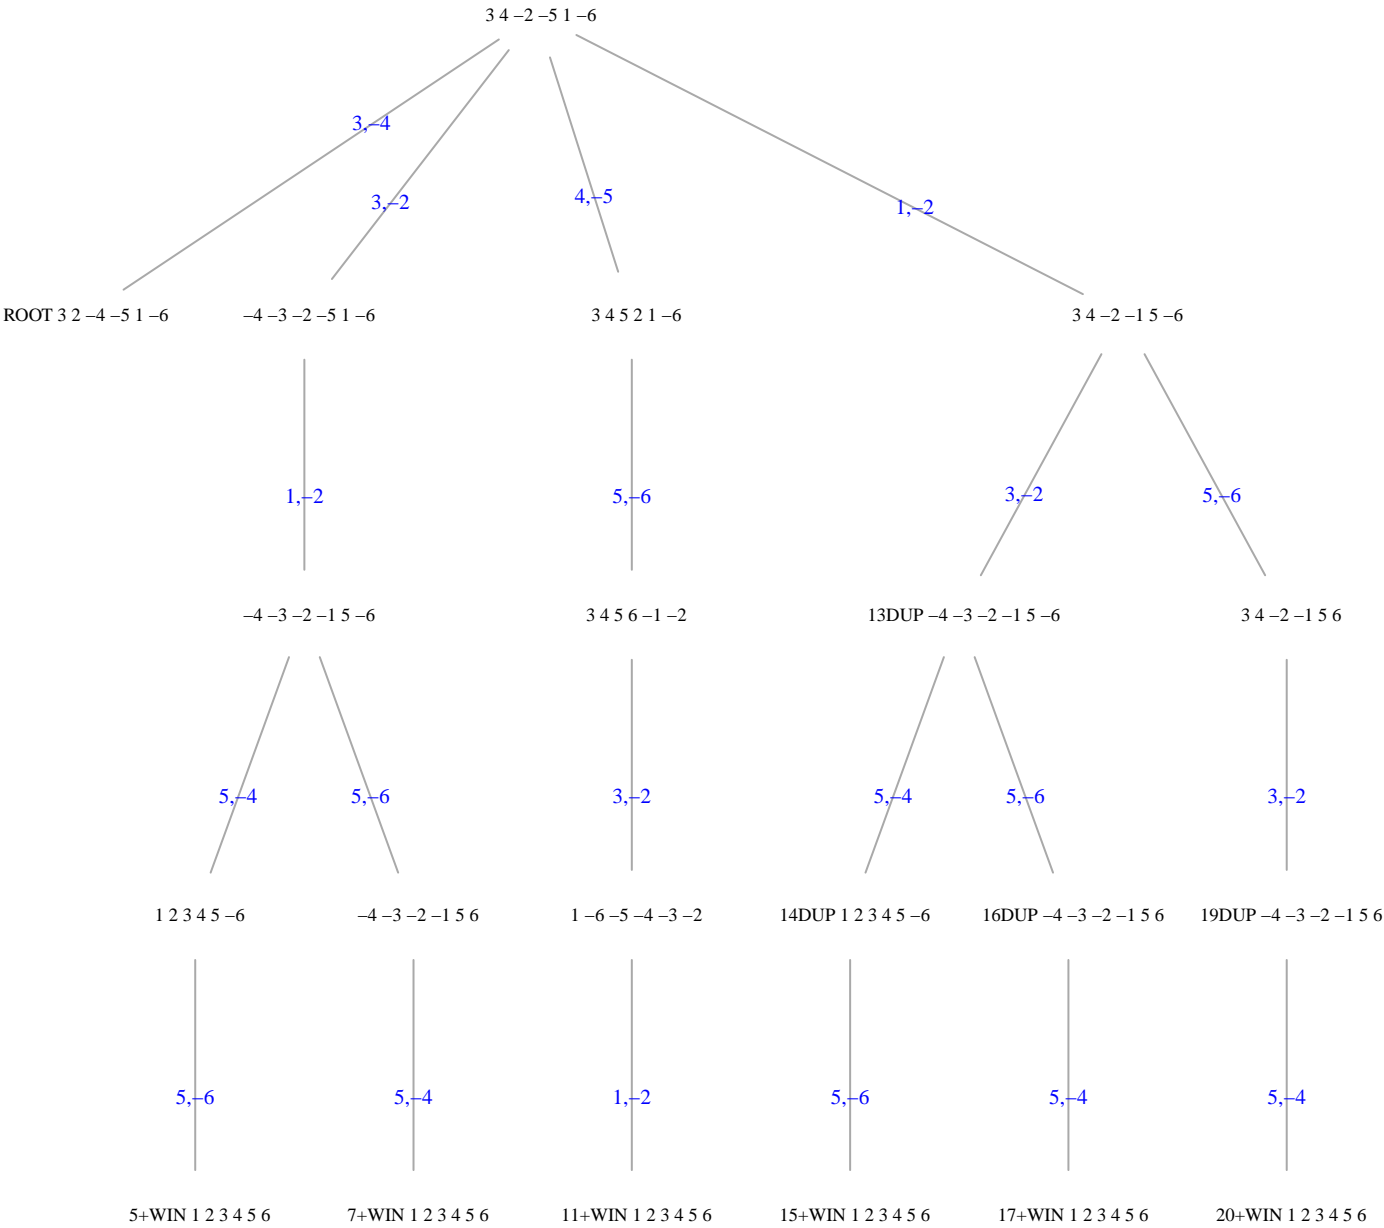 3 4 –2 –5 1 –6
3,–4
3,–2
4,–5
1,–2
ROOT 3 2 –4 –5 1 –6
–4 –3 –2 –5 1 –6
3 4 5 2 1 –6
3 4 –2 –1 5 –6
1,–2
5,–6
3,–2
5,–6
–4 –3 –2 –1 5 –6
3 4 5 6 –1 –2
13DUP –4 –3 –2 –1 5 –6
3 4 –2 –1 5 6
5,–4
5,–6
3,–2
5,–4
5,–6
3,–2
1 2 3 4 5 –6
–4 –3 –2 –1 5 6
1 –6 –5 –4 –3 –2
14DUP 1 2 3 4 5 –6
16DUP –4 –3 –2 –1 5 6
19DUP –4 –3 –2 –1 5 6
5,–6
5,–4
1,–2
5,–6
5,–4
5,–4
5+WIN 1 2 3 4 5 6
7+WIN 1 2 3 4 5 6
11+WIN 1 2 3 4 5 6
15+WIN 1 2 3 4 5 6
17+WIN 1 2 3 4 5 6
20+WIN 1 2 3 4 5 6